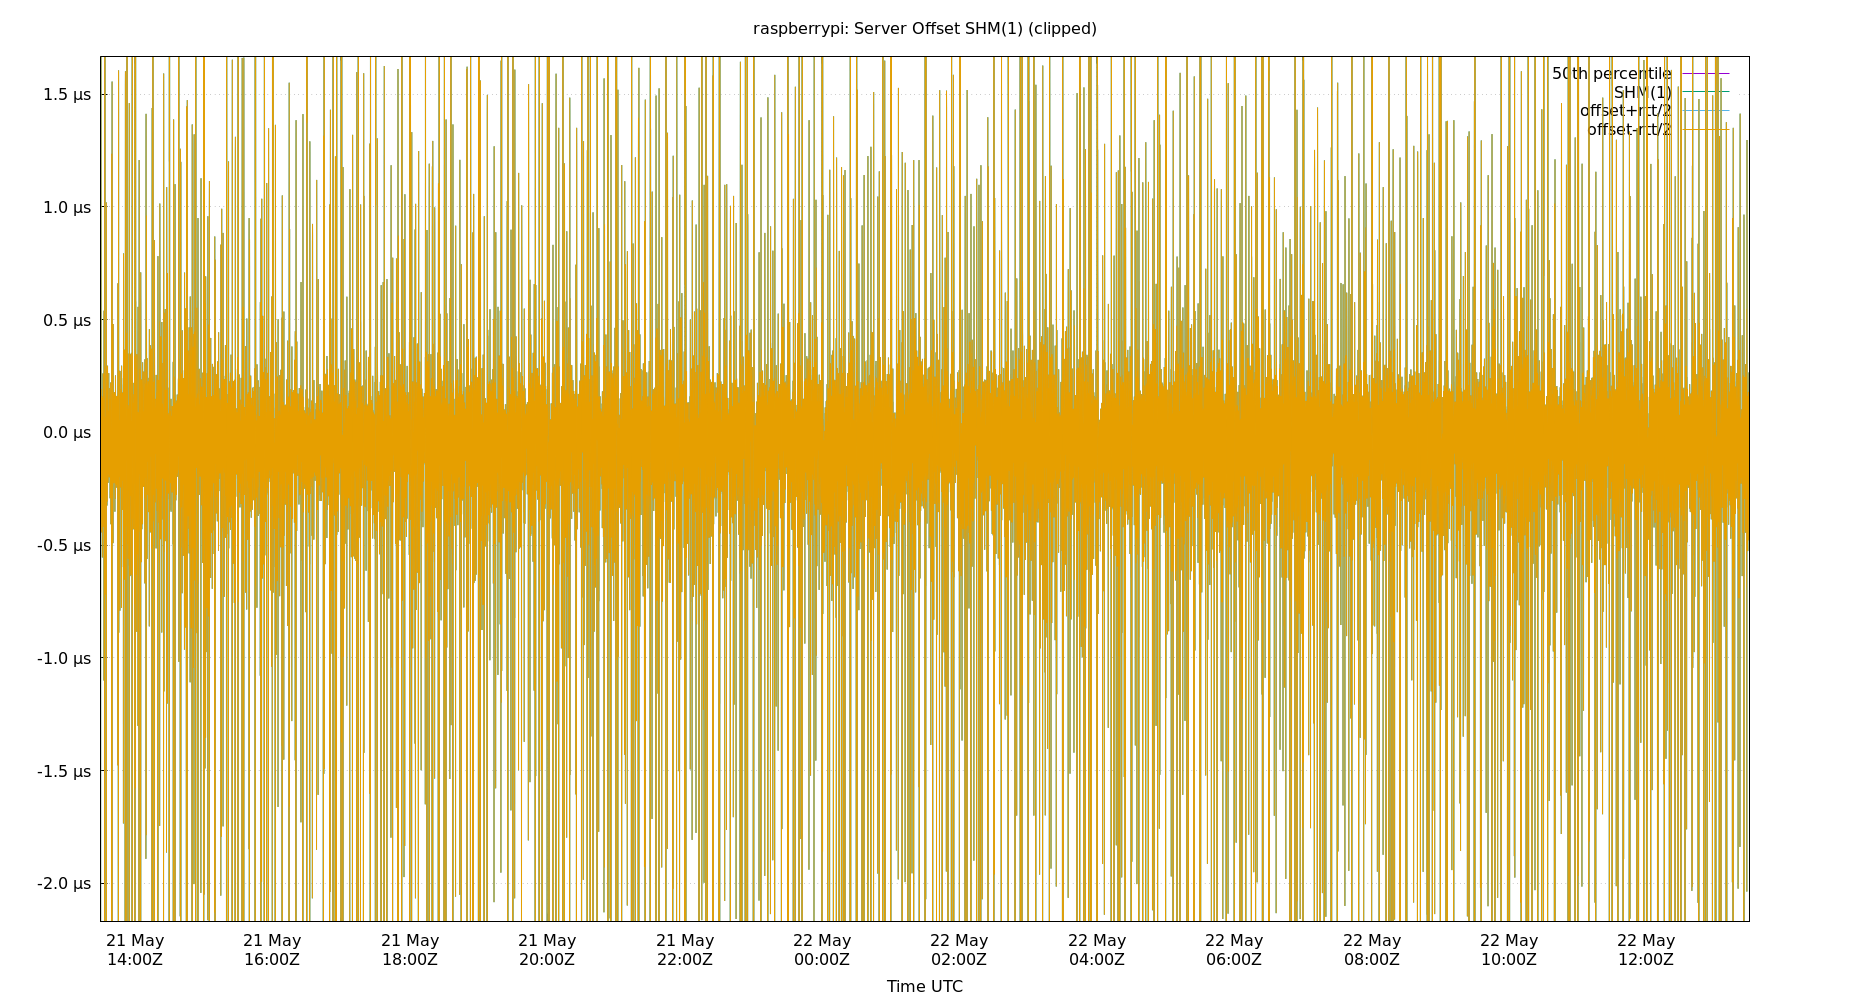 raspberrypi: Server Offset SHM(1) (clipped)
50th percentile
SHM(1)
offset+rtt/2
offset-rtt/2
1.5 µs
1.0 µs
0.5 µs
0.0 µs
-0.5 µs
-1.0 µs
-1.5 µs
-2.0 µs
21 May 21 May 21 May 21 May 21 May 22 May 22 May 22 May 22 May 22 May 22 May 22 May
14:00Z 16:00Z 18:00Z 20:00Z 22:00Z 00:00Z 02:00Z 04:00Z 06:00Z 08:00Z 10:00Z 12:00Z
Time UTC